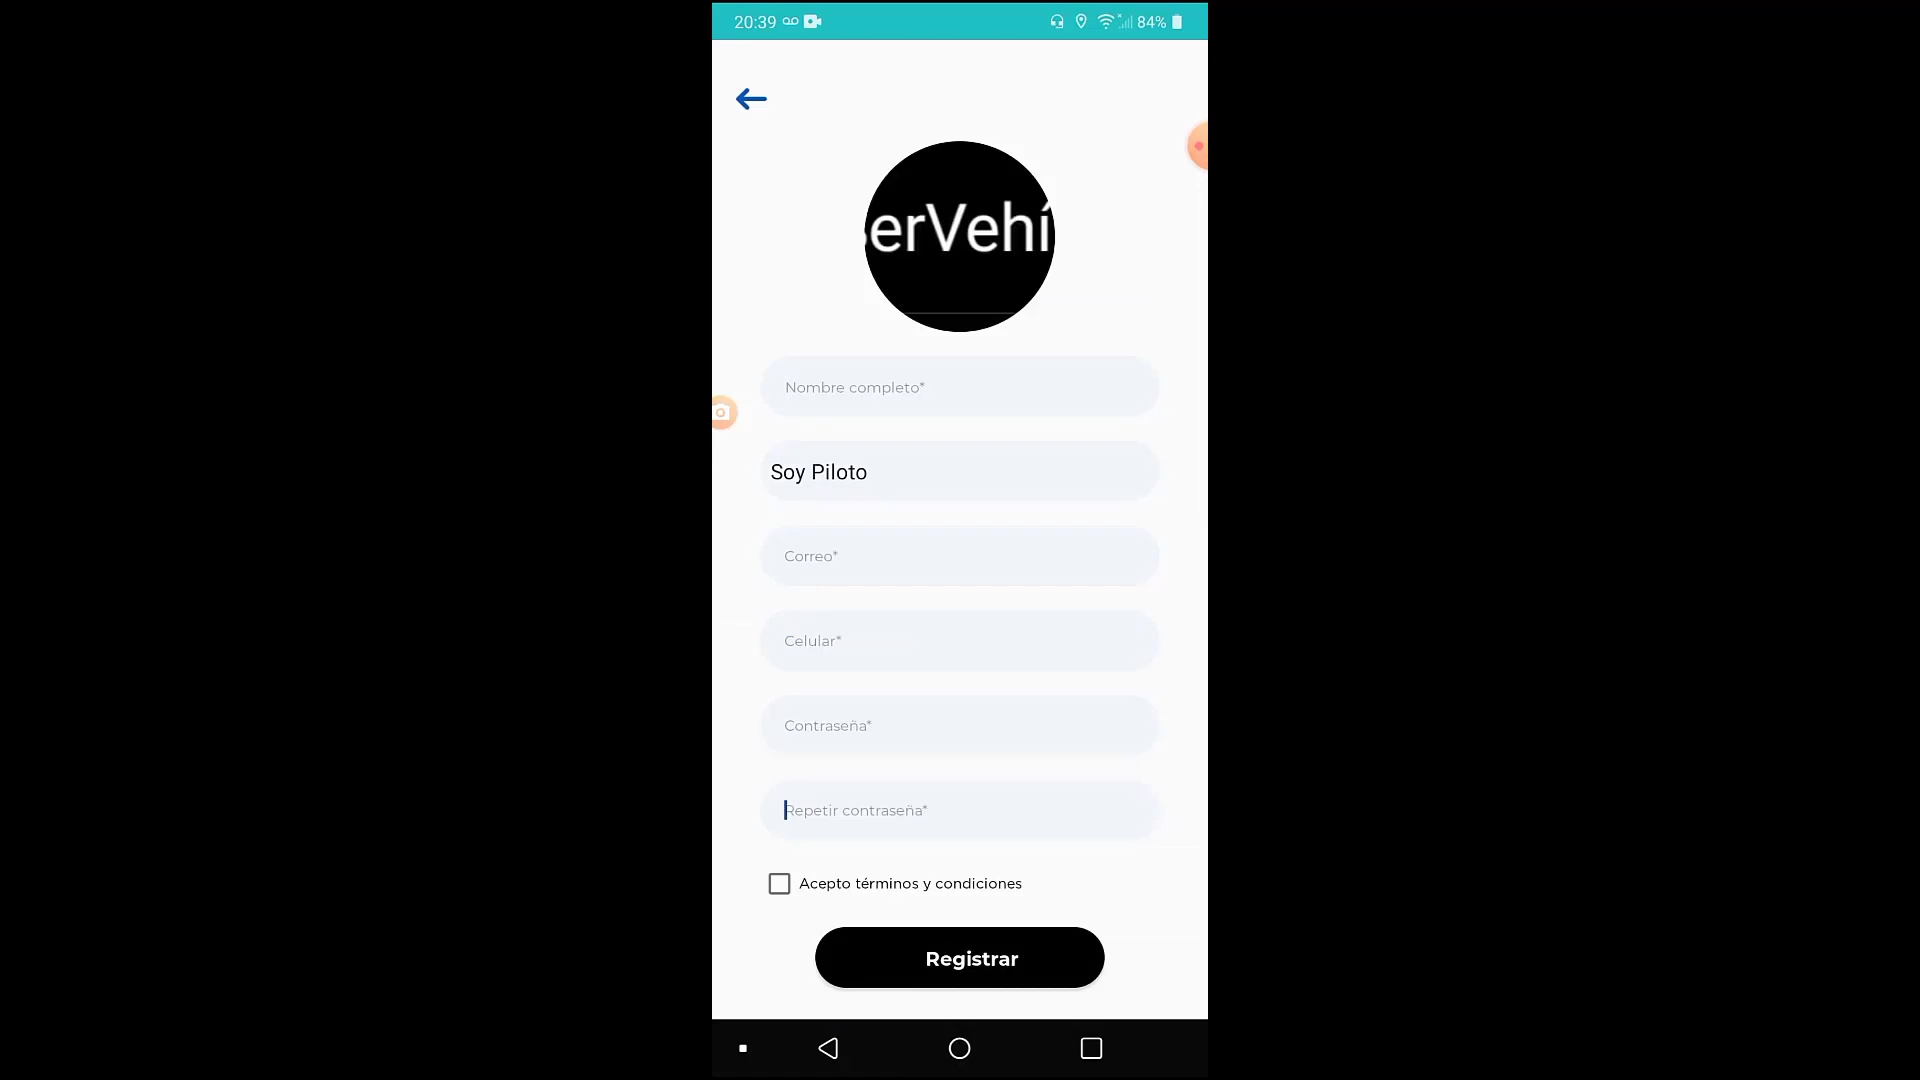 20:39
84%
erVehí
Nombre completo*
Soy Piloto
Correo*
Celular*
Contraseña*
Repetir contraseña*
Acepto términos y condiciones
Registrar